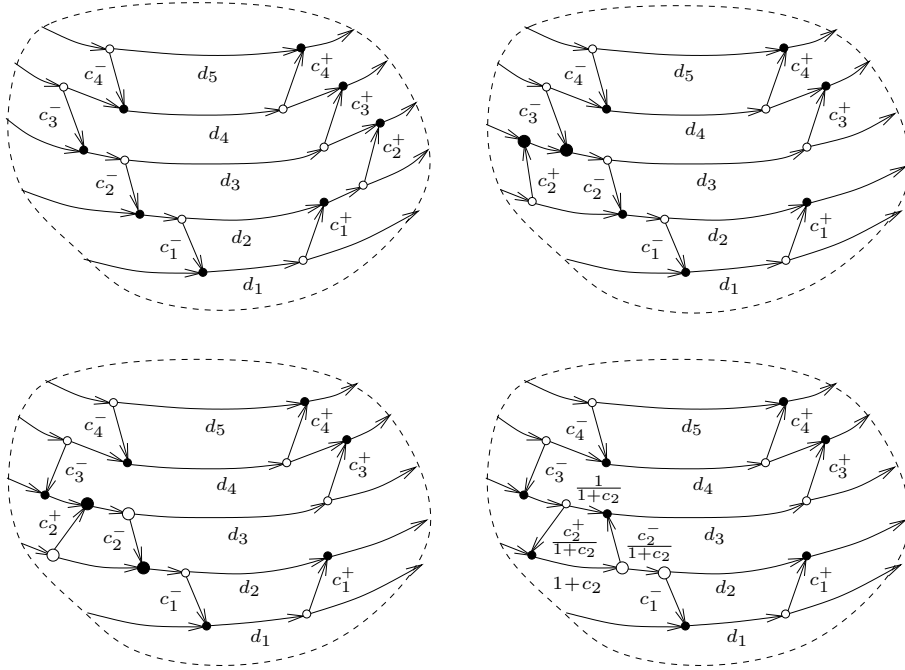 c_4^- d_5 c_4^+
c_3^- d_4 c_3^+
c_2^- d_3 c_2^+
c_1^- d_2 c_1^+
d_1
c_4^- d_5 c_4^+
c_3^- d_4 c_3^+
c_2^+ c_2^- d_3
c_1^- d_2 c_1^+
d_1
c_4^- d_5 c_4^+
c_3^- d_4 c_3^+
c_2^+ c_2^- d_3
c_1^- d_2 c_1^+
d_1
c_4^- d_5 c_4^+
c_3^- \frac{1}{1+c_2} d_4 c_3^+
\frac{c_2^+}{1+c_2} \frac{c_2^-}{1+c_2} d_3
1+c_2 c_1^- d_2 c_1^+
d_1